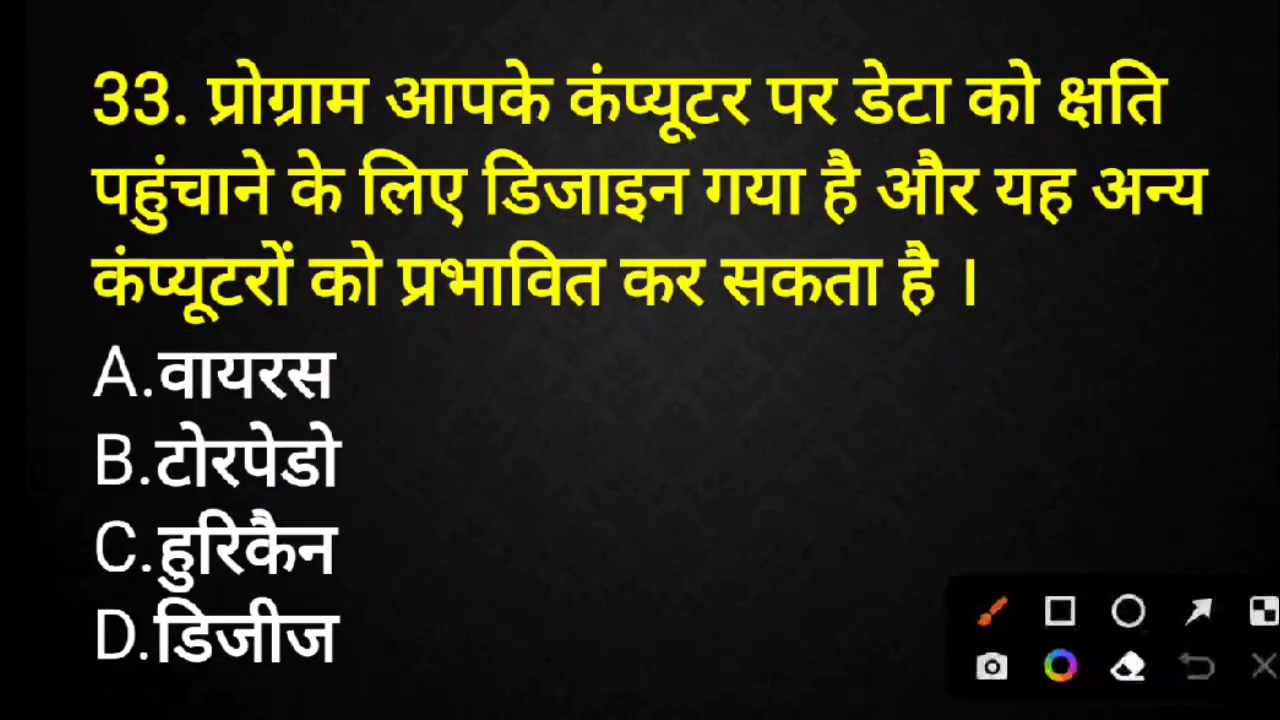 33. प्रोग्राम आपके कंप्यूटर पर डेटा को क्षति
पहुंचाने के लिए डिजाइन गया है और यह अन्य
कंप्यूटरों को प्रभावित कर सकता है ।
A.वायरस
B.टोरपेडो
C.हुरिकैन
D.डिजीज